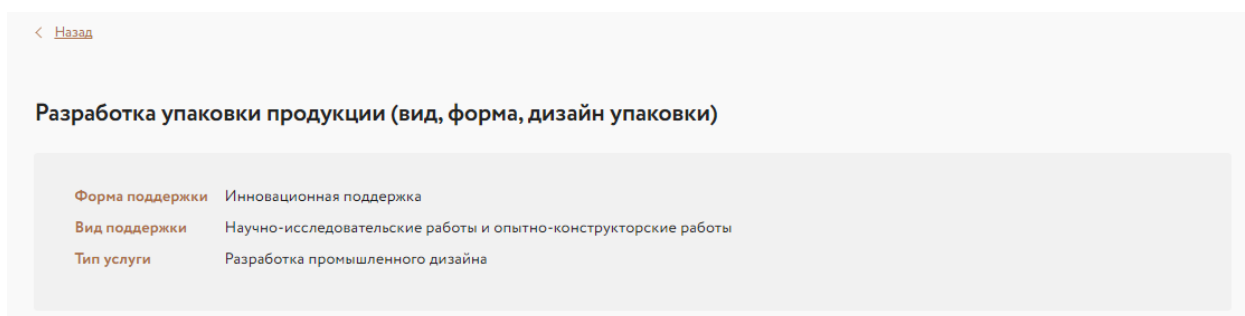 Назад
Разработка упаковки продукции (вид, форма, дизайн упаковки)
Форма поддержки Инновационная поддержка
Вид поддержки Научно-исследовательские работы и опытно-конструкторские работы
Тип услуги Разработка промышленного дизайна